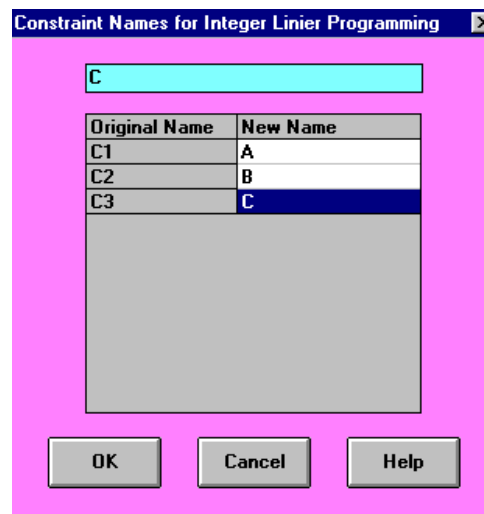 Constraint Names for Integer Linier Programming
C
Original Name New Name
C1 A
C2 B
C3 C
OK Cancel Help